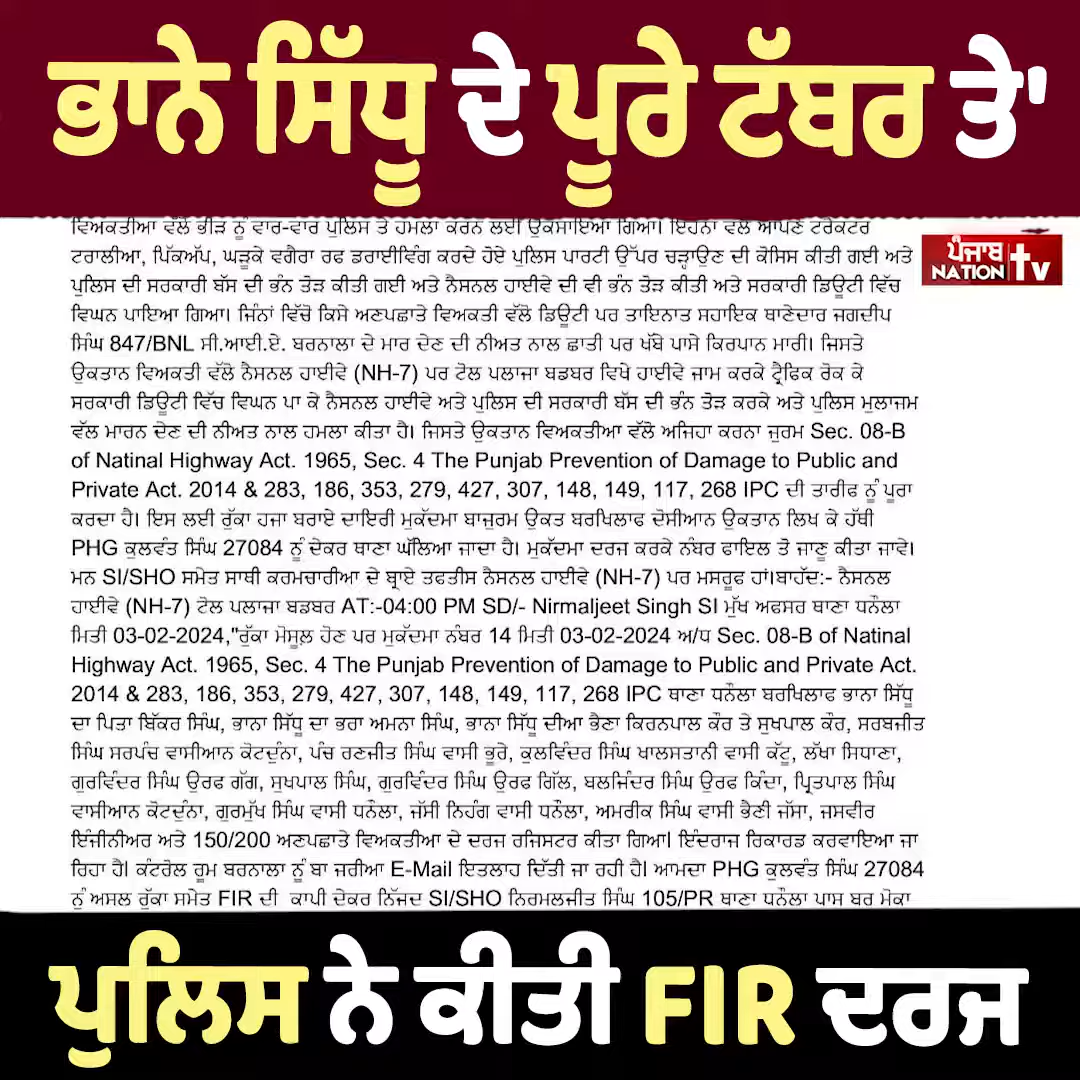 ਭਾਨੇ ਸਿੱਧੂ ਦੇ ਪੂਰੇ ਟੱਬਰ ਤੇ'
ਵਿਅਕਤੀਆ ਵੱਲੋ ਭੀੜ ਨੂੰ ਵਾਰ-ਵਾਰ ਪੁਲਿਸ ਤੇ ਹਮਲਾ ਕਰਨ ਲਈ ਉਕਸਾਇਆ ਗਿਆ। ਇਹਨਾ ਵੱਲੋ ਆਪਣੇ ਟਰੈਕਟਰ
ਟਰਾਲੀਆ, ਪਿੱਕਅੱਪ, ਘੜੂਕੇ ਵਗੈਰਾ ਰਫ ਡਰਾਈਵਿੰਗ ਕਰਦੇ ਹੋਏ ਪੁਲਿਸ ਪਾਰਟੀ ਉੱਪਰ ਚੜ੍ਹਾਉਣ ਦੀ ਕੋਸਿਸ ਕੀਤੀ ਗਈ ਅਤੇ
ਪੁਲਿਸ ਦੀ ਸਰਕਾਰੀ ਬੱਸ ਦੀ ਭੰਨ ਤੋੜ ਕੀਤੀ ਗਈ ਅਤੇ ਨੈਸਨਲ ਹਾਈਵੇ ਦੀ ਵੀ ਭੰਨ ਤੋੜ ਕੀਤੀ ਅਤੇ ਸਰਕਾਰੀ ਡਿਊਟੀ ਵਿੱਚ
ਵਿਘਨ ਪਾਇਆ ਗਿਆ। ਜਿੰਨਾਂ ਵਿੱਚੋ ਕਿਸੇ ਅਣਪਛਾਤੇ ਵਿਅਕਤੀ ਵੱਲੋ ਡਿਊਟੀ ਪਰ ਤਾਇਨਾਤ ਸਹਾਇਕ ਥਾਣੇਦਾਰ ਜਗਦੀਪ
ਸਿੰਘ 847/BNL ਸੀ.ਆਈ.ਏ. ਬਰਨਾਲਾ ਦੇ ਮਾਰ ਦੇਣ ਦੀ ਨੀਅਤ ਨਾਲ ਛਾਤੀ ਪਰ ਖੱਬੇ ਪਾਸੇ ਕਿਰਪਾਨ ਮਾਰੀ। ਜਿਸਤੇ
ਉਕਤਾਨ ਵਿਅਕਤੀ ਵੱਲੋ ਨੈਸਨਲ ਹਾਈਵੇ (NH-7) ਪਰ ਟੋਲ ਪਲਾਜਾ ਬਡਬਰ ਵਿਖੇ ਹਾਈਵੇ ਜਾਮ ਕਰਕੇ ਟ੍ਰੈਫਿਕ ਰੋਕ ਕੇ
ਸਰਕਾਰੀ ਡਿਊਟੀ ਵਿੱਚ ਵਿਘਨ ਪਾ ਕੇ ਨੈਸਨਲ ਹਾਈਵੇ ਅਤੇ ਪੁਲਿਸ ਦੀ ਸਰਕਾਰੀ ਬੱਸ ਦੀ ਭੰਨ ਤੋੜ ਕਰਕੇ ਅਤੇ ਪੁਲਿਸ ਮੁਲਾਜਮ
ਵੱਲ ਮਾਰਨ ਦੇਣ ਦੀ ਨੀਅਤ ਨਾਲ ਹਮਲਾ ਕੀਤਾ ਹੈ। ਜਿਸਤੇ ਉਕਤਾਨ ਵਿਅਕਤੀਆ ਵੱਲੋ ਅਜਿਹਾ ਕਰਨਾ ਜੁਰਮ Sec. 08-B
of Natinal Highway Act. 1965, Sec. 4 The Punjab Prevention of Damage to Public and
Private Act. 2014 & 283, 186, 353, 279, 427, 307, 148, 149, 117, 268 IPC ਦੀ ਤਾਰੀਫ ਨੂੰ ਪੂਰਾ
ਕਰਦਾ ਹੈ। ਇਸ ਲਈ ਰੁੱਕਾ ਹਜਾ ਬਰਾਏ ਦਾਇਰੀ ਮੁਕੱਦਮਾ ਬਾਜੁਰਮ ਉਕਤ ਬਰਖਿਲਾਫ ਦੋਸੀਆਨ ਉਕਤਾਨ ਲਿਖ ਕੇ ਹੱਥੀ
PHG ਕੁਲਵੰਤ ਸਿੰਘ 27084 ਨੂੰ ਦੇਕਰ ਥਾਣਾ ਘੱਲਿਆ ਜਾਦਾ ਹੈ। ਮੁਕੱਦਮਾ ਦਰਜ ਕਰਕੇ ਨੰਬਰ ਫਾਇਲ ਤੋ ਜਾਣੂ ਕੀਤਾ ਜਾਵੇ।
ਮਨ SI/SHO ਸਮੇਤ ਸਾਥੀ ਕਰਮਚਾਰੀਆ ਦੇ ਬ੍ਰਾਏ ਤਫਤੀਸ ਨੈਸਨਲ ਹਾਈਵੇ (NH-7) ਪਰ ਮਸਰੂਫ ਹਾਂ।ਬਾਹੱਦ:- ਨੈਸਨਲ
ਹਾਈਵੇ (NH-7) ਟੋਲ ਪਲਾਜਾ ਬਡਬਰ AT:-04:00 PM SD/- Nirmaljeet Singh SI ਮੁੱਖ ਅਫਸਰ ਥਾਣਾ ਧਨੌਲਾ
ਮਿਤੀ 03-02-2024,"ਰੁੱਕਾ ਮੋਸੂਲ਼ ਹੋਣ ਪਰ ਮੁਕੱਦਮਾ ਨੰਬਰ 14 ਮਿਤੀ 03-02-2024 ਅ/ਧ Sec. 08-B of Natinal
Highway Act. 1965, Sec. 4 The Punjab Prevention of Damage to Public and Private Act.
2014 & 283, 186, 353, 279, 427, 307, 148, 149, 117, 268 IPC ਥਾਣਾ ਧਨੌਲਾ ਬਰਖਿਲਾਫ ਭਾਨਾ ਸਿੱਧੂ
ਦਾ ਪਿਤਾ ਬਿੱਕਰ ਸਿੰਘ, ਭਾਨਾ ਸਿੱਧੂ ਦਾ ਭਰਾ ਅਮਨਾ ਸਿੰਘ, ਭਾਨਾ ਸਿੱਧੂ ਦੀਆ ਭੈਣਾ ਕਿਰਨਪਾਲ ਕੌਰ ਤੇ ਸੁਖਪਾਲ ਕੌਰ, ਸਰਬਜੀਤ
ਸਿੰਘ ਸਰਪੰਚ ਵਾਸੀਆਨ ਕੋਟਦੁੰਨਾ, ਪੰਚ ਰਣਜੀਤ ਸਿੰਘ ਵਾਸੀ ਭੂਰੇ, ਕੁਲਵਿੰਦਰ ਸਿੰਘ ਖਾਲਸਤਾਨੀ ਵਾਸੀ ਕੱਟੂ, ਲੱਖਾ ਸਿਧਾਣਾ,
ਗੁਰਵਿੰਦਰ ਸਿੰਘ ਉਰਫ ਗੱਗ, ਸੁਖਪਾਲ ਸਿੰਘ, ਗੁਰਵਿੰਦਰ ਸਿੰਘ ਉਰਫ ਗਿੱਲ, ਬਲਜਿੰਦਰ ਸਿੰਘ ਉਰਫ ਕਿੰਦਾ, ਪ੍ਰਿਤਪਾਲ ਸਿੰਘ
ਵਾਸੀਆਨ ਕੋਟਦੁੰਨਾ, ਗੁਰਮੁੱਖ ਸਿੰਘ ਵਾਸੀ ਧਨੌਲਾ, ਜੱਸੀ ਨਿਹੰਗ ਵਾਸੀ ਧਨੌਲਾ, ਅਮਰੀਕ ਸਿੰਘ ਵਾਸੀ ਭੈਣੀ ਜੱਸਾ, ਜਸਵੀਰ
ਇੰਜੀਨੀਅਰ ਅਤੇ 150/200 ਅਣਪਛਾਤੇ ਵਿਅਕਤੀਆ ਦੇ ਦਰਜ ਰਜਿਸਟਰ ਕੀਤਾ ਗਿਆ। ਇੰਦਰਾਜ ਰਿਕਾਰਡ ਕਰਵਾਇਆ ਜਾ
ਰਿਹਾ ਹੈ। ਕੰਟਰੋਲ ਰੂਮ ਬਰਨਾਲਾ ਨੂੰ ਬਾ ਜਰੀਆ E-Mail ਇਤਲਾਹ ਦਿੱਤੀ ਜਾ ਰਹੀ ਹੈ। ਆਮਦਾ PHG ਕੁਲਵੰਤ ਸਿੰਘ 27084
ਨੂੰ ਅਸਲ ਰੁੱਕਾ ਸਮੇਤ FIR ਦੀ ਕਾਪੀ ਦੇਕਰ ਨਿੱਜਦ SI/SHO ਨਿਰਮਲਜੀਤ ਸਿੰਘ 105/PR ਥਾਣਾ ਧਨੌਲਾ ਪਾਸ ਬਰ ਮੋਕਾ
ਪੰਜਾਬ
NATION tv
ਪੁਲਿਸ ਨੇ ਕੀਤੀ FIR ਦਰਜ